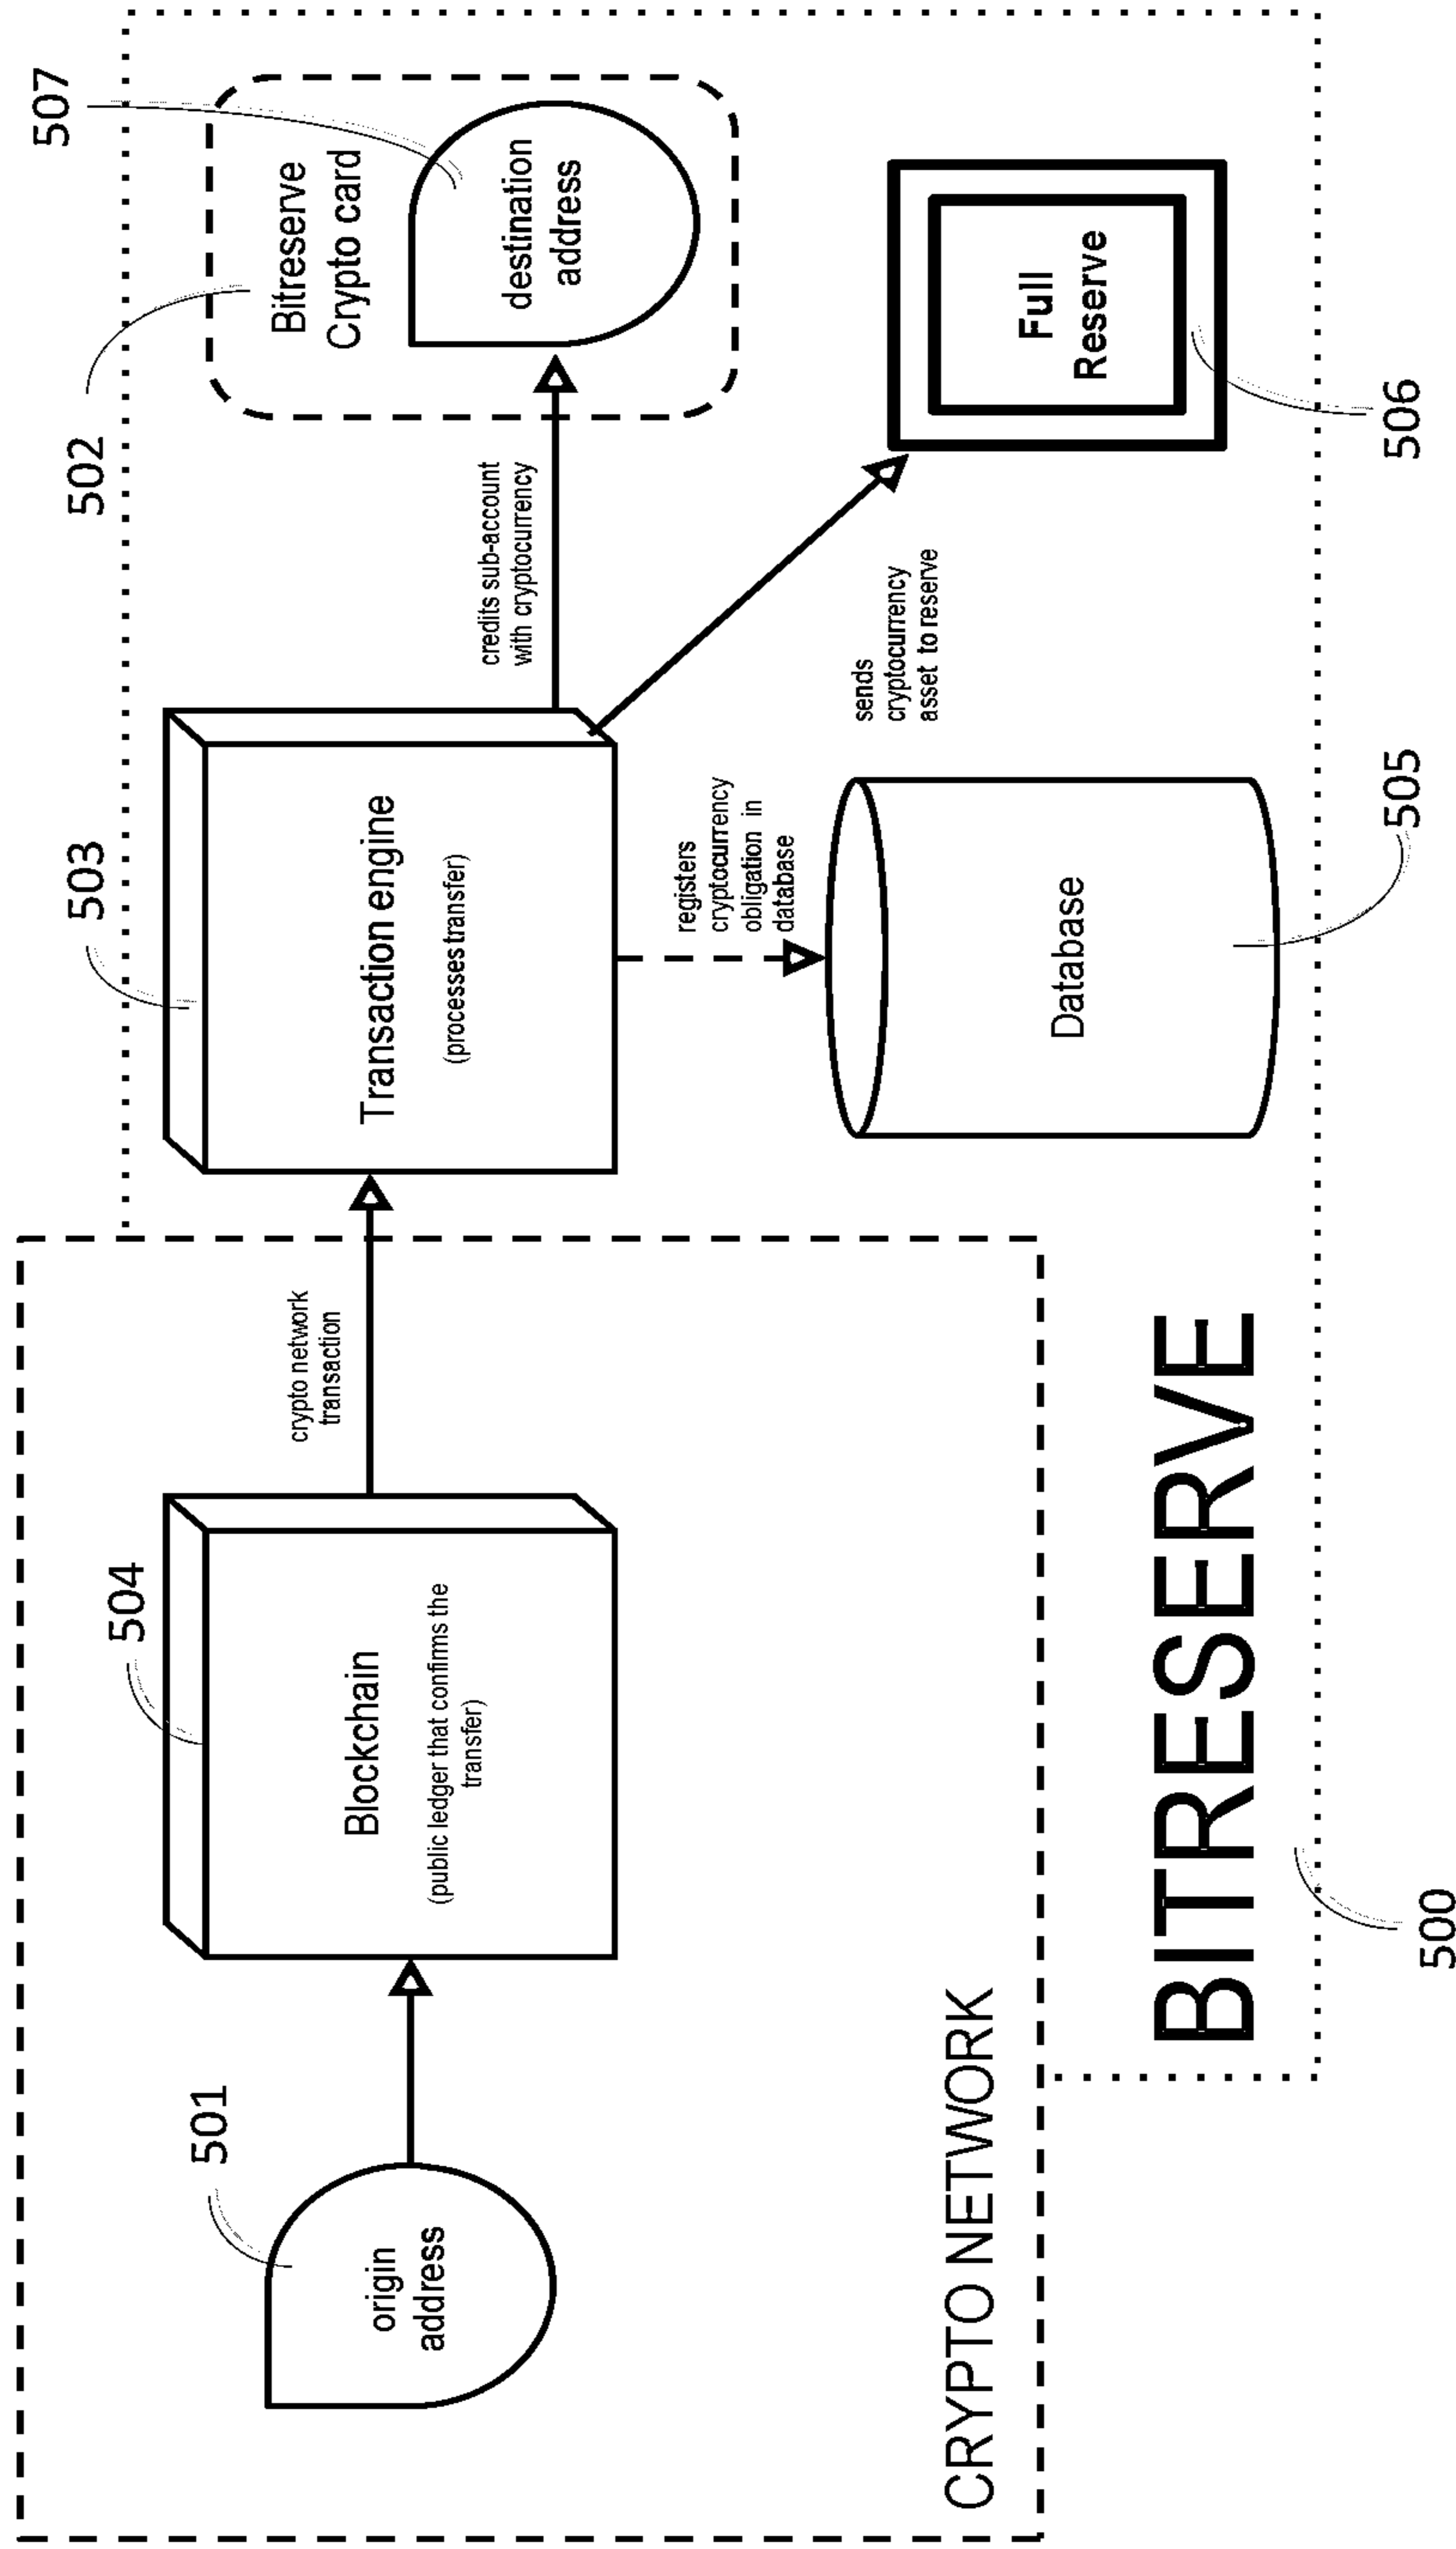 501
origin
address
504
Blockchain
(public ledger that confirms the
transfer)
crypto network
transaction
CRYPTO NETWORK
503
Transaction engine
(processes transfer)
registers
cryptocurrency
obligation in
database
Database
505
credits sub-account
with cryptocurrency
sends
cryptocurrency
asset to reserve
502
Bitreserve
Crypto card
507
destination
address
Full
Reserve
506
BITRESERVE
500